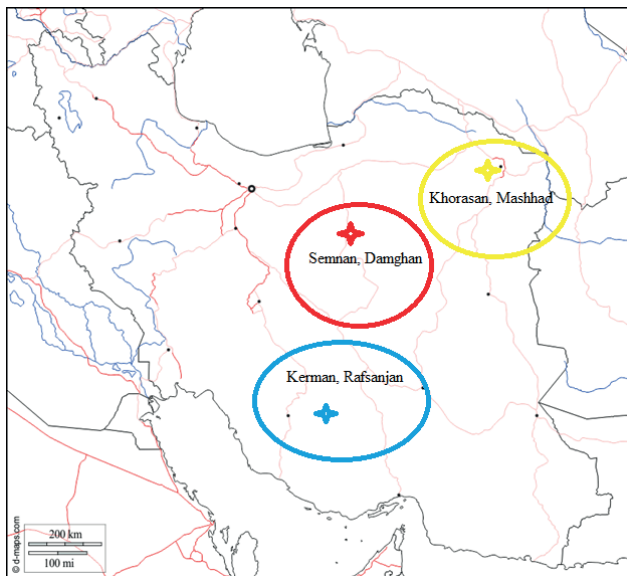 Khorasan, Mashhad
Semnan, Damghan
Kerman, Rafsanjan
200 km
100 mi
© d-maps.com